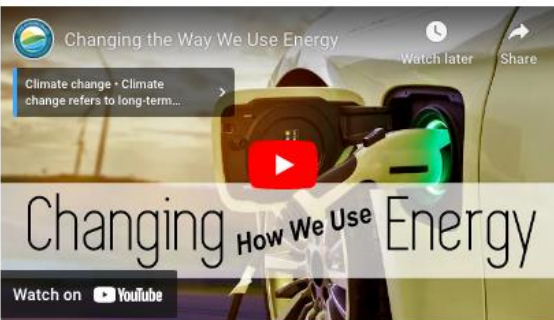 Changing the Way We Use Energy
Watch later
Share
Climate change • Climate
change refers to long-term...
Changing How We Use Energy
Watch on YouTube